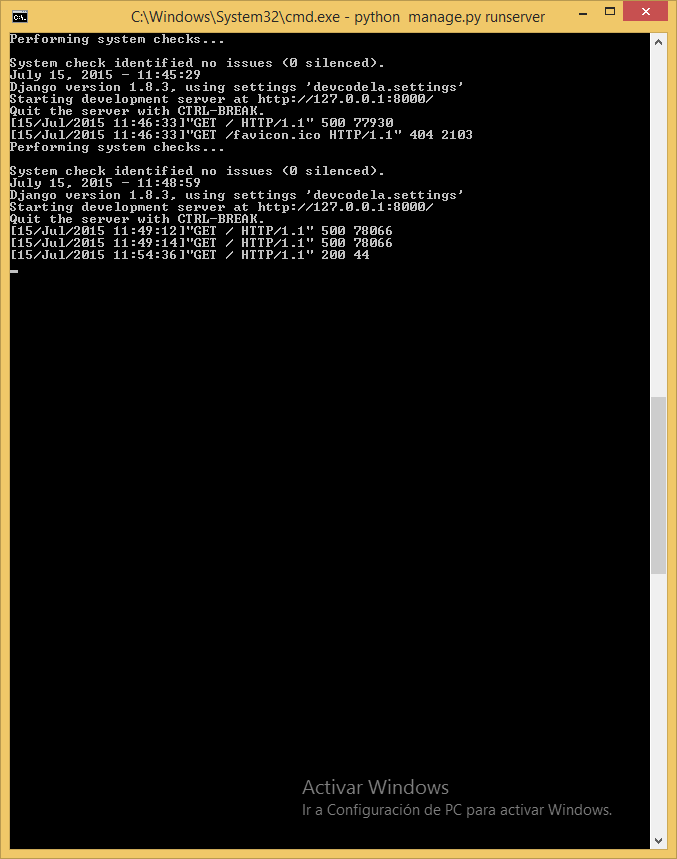 C:\Windows\System32\cmd.exe - python  manage.py runserver
Performing system checks...
System check identified no issues (0 silenced).
July 15, 2015 - 11:45:29
Django version 1.8.3, using settings 'devcodela.settings'
Starting development server at http://127.0.0.1:8000/
Quit the server with CTRL-BREAK.
[15/Jul/2015 11:46:33]"GET / HTTP/1.1" 500 77930
[15/Jul/2015 11:46:33]"GET /favicon.ico HTTP/1.1" 404 2103
Performing system checks...
System check identified no issues (0 silenced).
July 15, 2015 - 11:48:59
Django version 1.8.3, using settings 'devcodela.settings'
Starting development server at http://127.0.0.1:8000/
Quit the server with CTRL-BREAK.
[15/Jul/2015 11:49:12]"GET / HTTP/1.1" 500 78066
[15/Jul/2015 11:49:14]"GET / HTTP/1.1" 500 78066
[15/Jul/2015 11:54:36]"GET / HTTP/1.1" 200 44
Activar Windows
Ir a Configuración de PC para activar Windows.